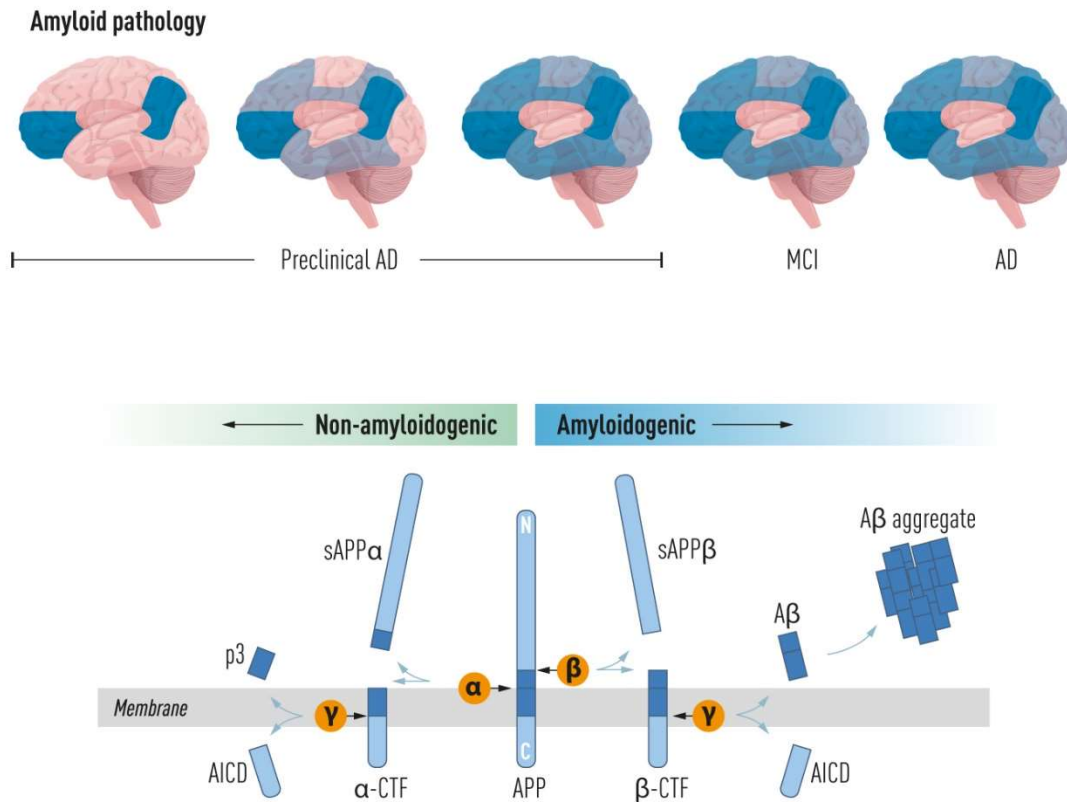 Amyloid pathology
Preclinical AD
MCI
AD
← Non-amyloidogenic
Amyloidogenic →
sAPPα
N
sAPPβ
Aβ aggregate
Aβ
p3
β
α
Membrane
γ
γ
C
AICD
α-CTF
APP
β-CTF
AICD